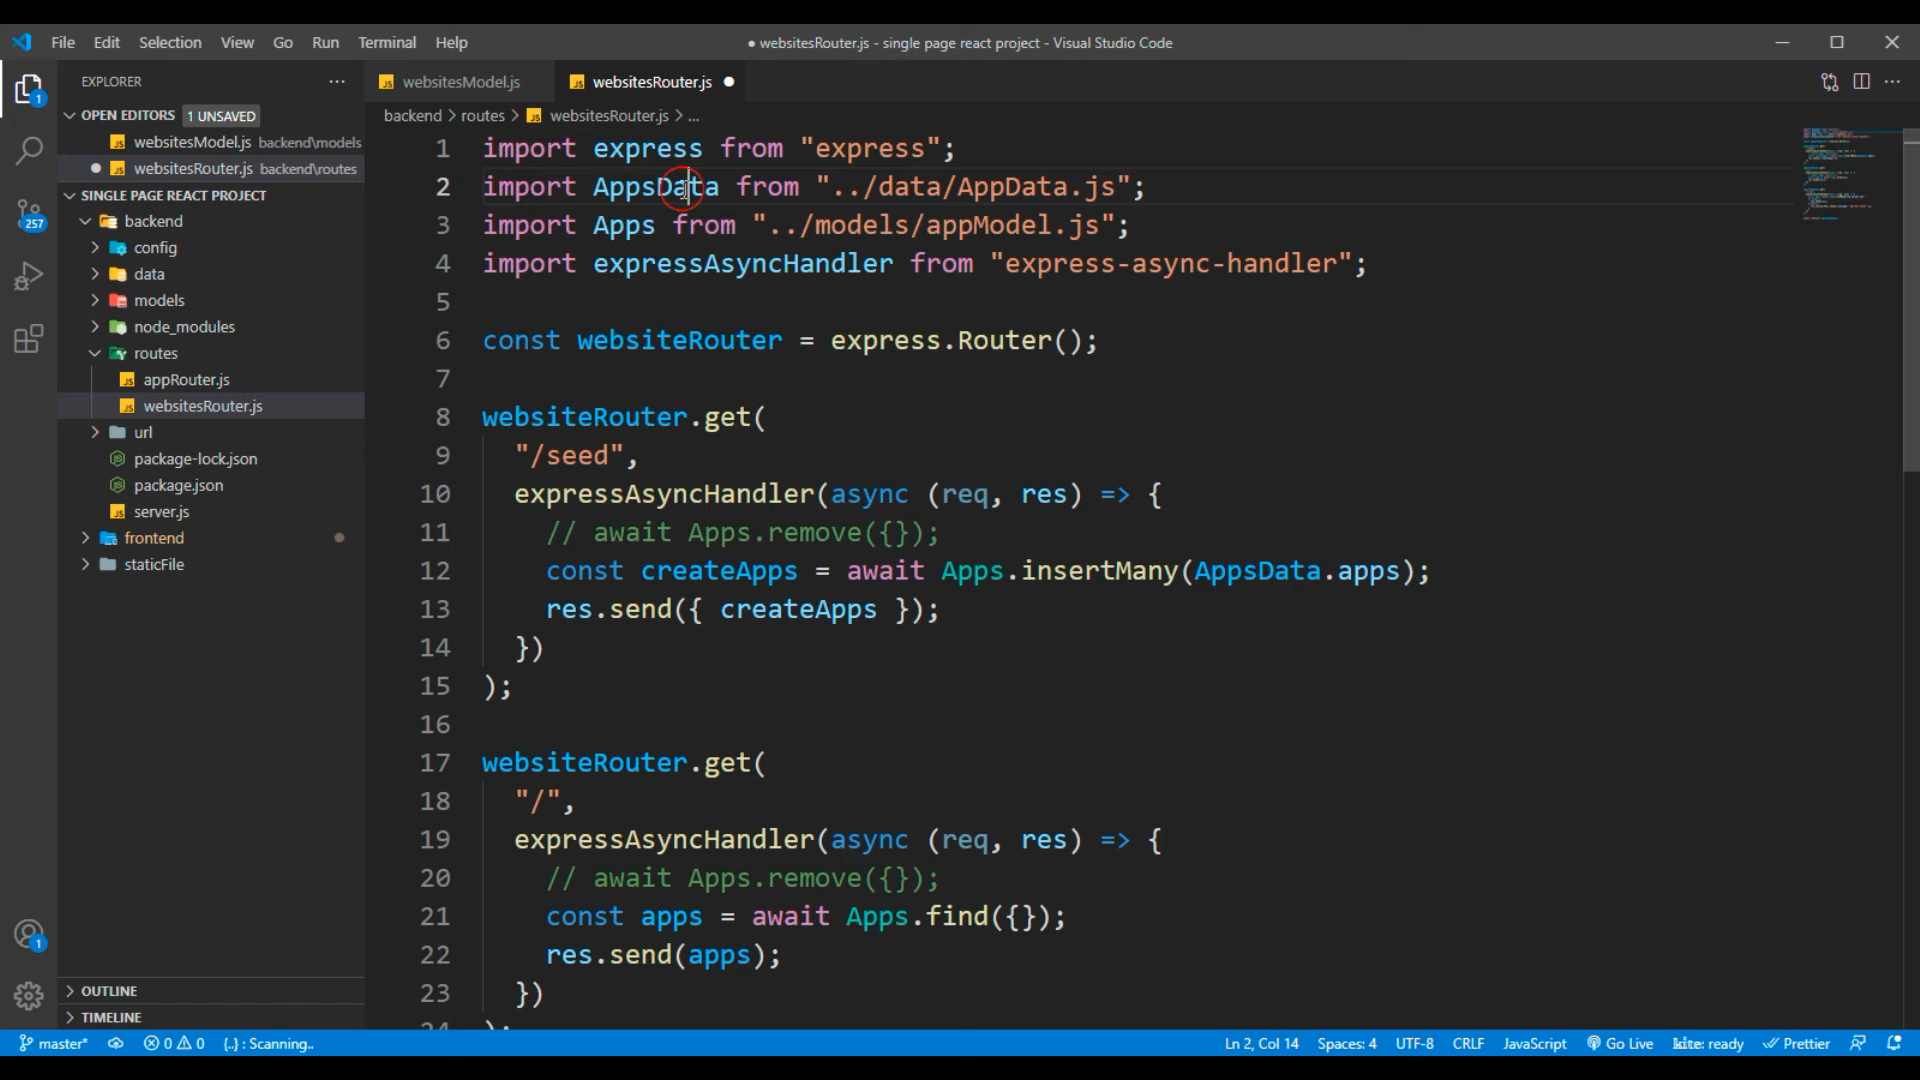 File Edit Selection View Go Run Terminal Help
● websitesRouter.js - single page react project - Visual Studio Code
EXPLORER
OPEN EDITORS 1 UNSAVED
websitesModel.js backend\models
websitesRouter.js backend\routes
SINGLE PAGE REACT PROJECT
backend
config
data
models
node_modules
routes
appRouter.js
websitesRouter.js
url
package-lock.json
package.json
server.js
frontend
staticFile
OUTLINE
TIMELINE
1
257
1
websitesModel.js
websitesRouter.js
backend > routes > websitesRouter.js > ...
1 import express from "express";
2 import AppsData from "../data/AppData.js";
3 import Apps from "../models/appModel.js";
4 import expressAsyncHandler from "express-async-handler";
5
6 const websiteRouter = express.Router();
7
8 websiteRouter.get(
9 "/seed",
10 expressAsyncHandler(async (req, res) => {
11 // await Apps.remove({});
12 const createApps = await Apps.insertMany(AppsData.apps);
13 res.send({ createApps });
14 })
15 );
16
17 websiteRouter.get(
18 "/",
19 expressAsyncHandler(async (req, res) => {
20 // await Apps.remove({});
21 const apps = await Apps.find({});
22 res.send(apps);
23 })
24 );
master* 0 0 {..} : Scanning..
Ln 2, Col 14 Spaces: 4 UTF-8 CRLF JavaScript Go Live kite: ready Prettier